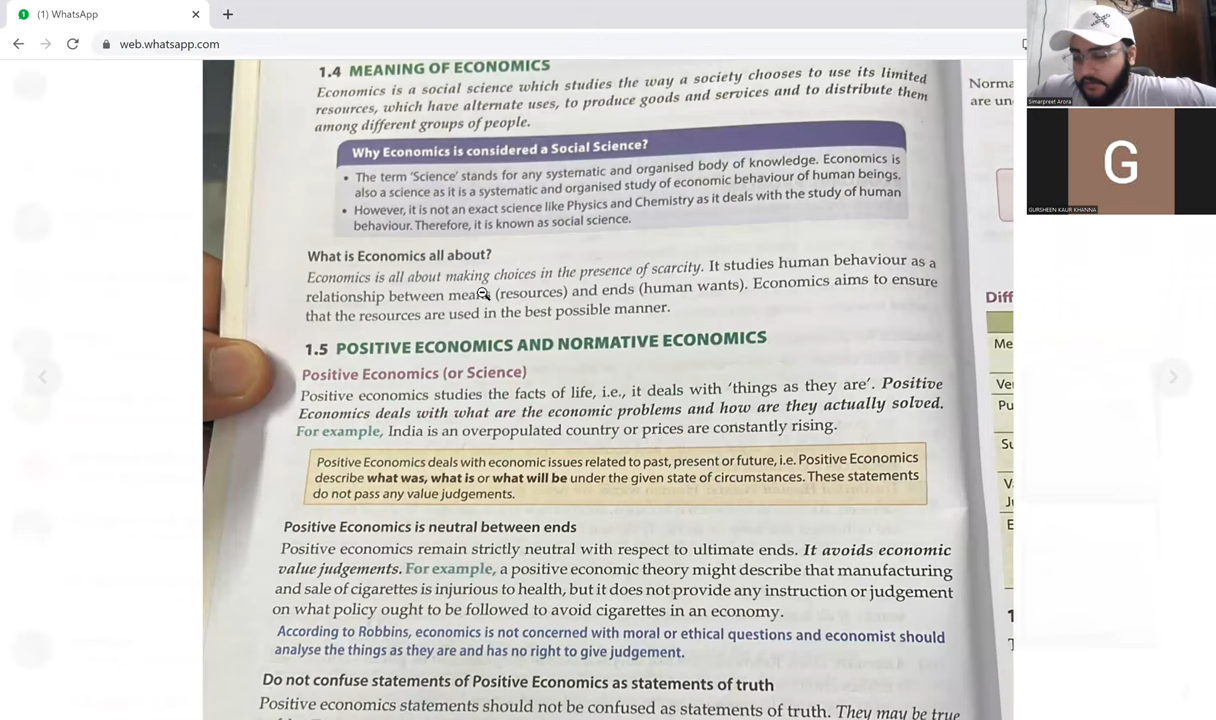 (1) WhatsApp
web.whatsapp.com
1.4 MEANING OF ECONOMICS
Economics is a social science which studies the way a society chooses to use its limited
resources, which have alternate uses, to produce goods and services and to distribute them
among different groups of people.
Why Economics is considered a Social Science?
• The term 'Science' stands for any systematic and organised body of knowledge. Economics is
also a science as it is a systematic and organised study of economic behaviour of human beings.
• However, it is not an exact science like Physics and Chemistry as it deals with the study of human
behaviour. Therefore, it is known as social science.
What is Economics all about?
Economics is all about making choices in the presence of scarcity. It studies human behaviour as a
relationship between means (resources) and ends (human wants). Economics aims to ensure
that the resources are used in the best possible manner.
1.5 POSITIVE ECONOMICS AND NORMATIVE ECONOMICS
Positive Economics (or Science)
Positive economics studies the facts of life, i.e., it deals with 'things as they are'. Positive
Economics deals with what are the economic problems and how are they actually solved.
For example, India is an overpopulated country or prices are constantly rising.
Positive Economics deals with economic issues related to past, present or future, i.e. Positive Economics
describe what was, what is or what will be under the given state of circumstances. These statements
do not pass any value judgements.
Positive Economics is neutral between ends
Positive economics remain strictly neutral with respect to ultimate ends. It avoids economic
value judgements. For example, a positive economic theory might describe that manufacturing
and sale of cigarettes is injurious to health, but it does not provide any instruction or judgement
on what policy ought to be followed to avoid cigarettes in an economy.
According to Robbins, economics is not concerned with moral or ethical questions and economist should
analyse the things as they are and has no right to give judgement.
Do not confuse statements of Positive Economics as statements of truth
Positive economics statements should not be confused as statements of truth. They may be true
Norma
are un
Diff
Me
Ve
Pu
Su
V
J
E
1
T
Simarpreet Arora
G
GURSHEEN KAUR KHANNA